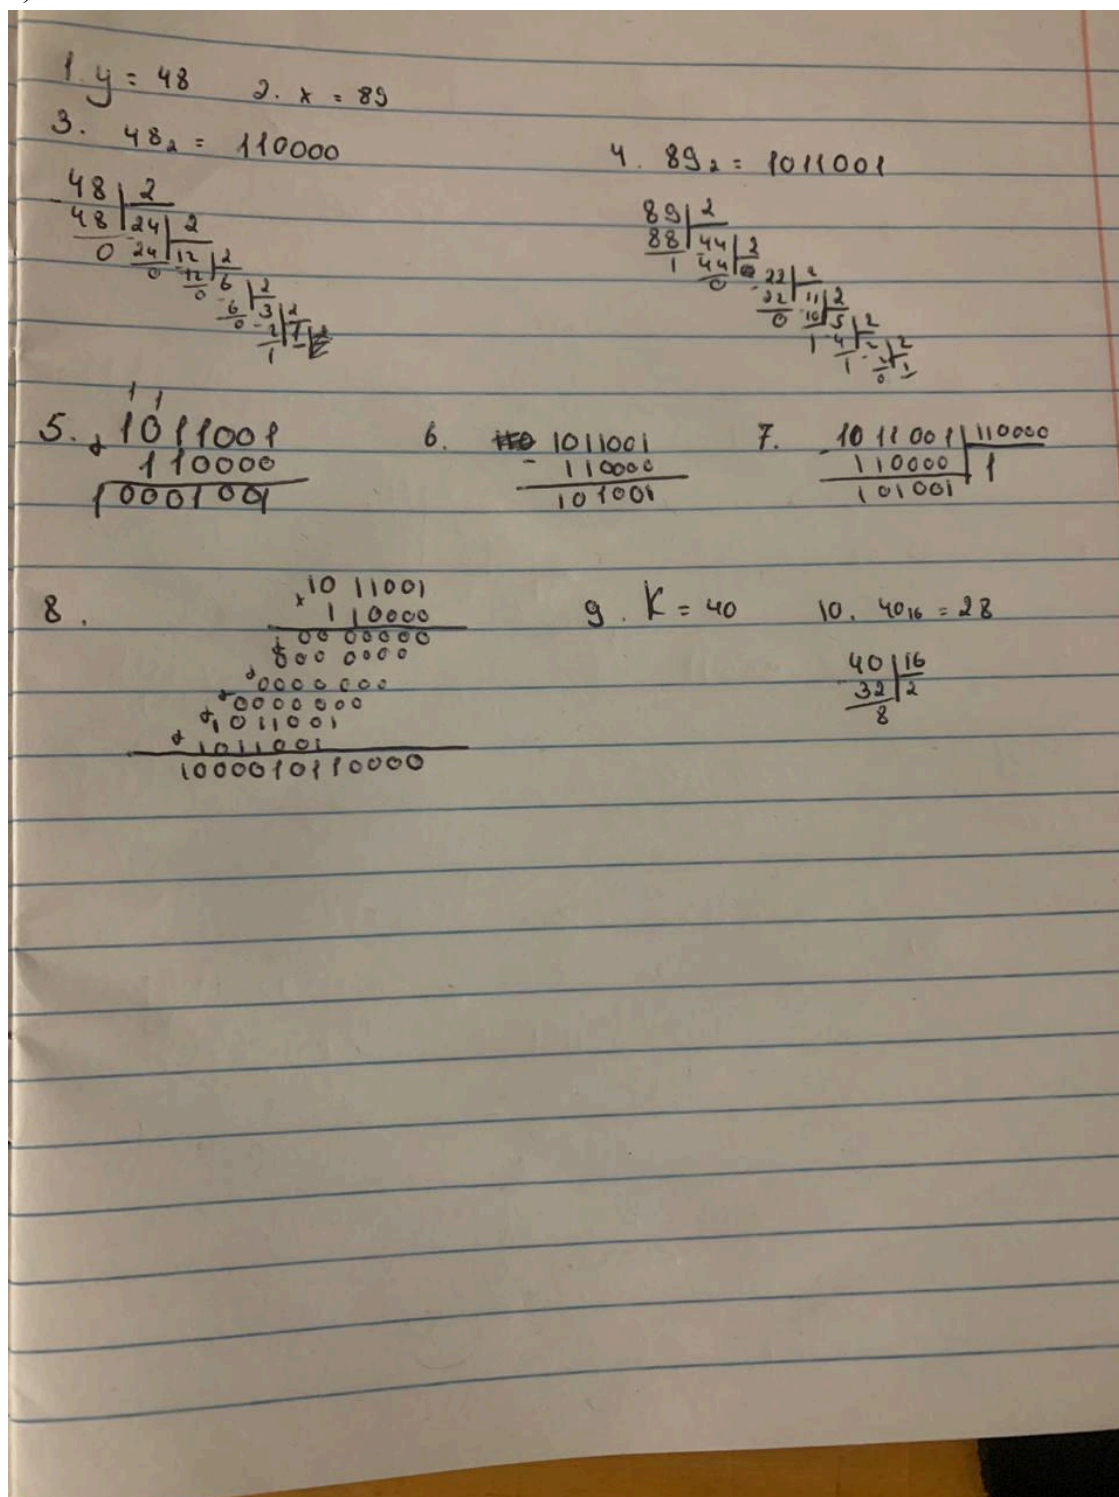 1. y = 48 2. x = 89
3. 48₂ = 110000 4. 89₂ = 1011001
48 2
48 24 2
0 24 12 2
0 12 6 2
0 6 3 2
0 2 1
1
89 2
88 44 2
1 44 22 2
0 22 11 2
0 10 5 2
1 4 2 2
1 2 1
0
1 1
5. + 1011001
110000
10001001
6. 1011001
- 110000
101001
7. 1011001 110000
- 110000 1
101001
8. 1011001
x 110000
0000000
+ 0000000
+ 0000000
+ 0000000
+ 1011001
+ 1011001
1000010110000
9. K = 40 10. 40₁₆ = 28
40 16
32 2
8